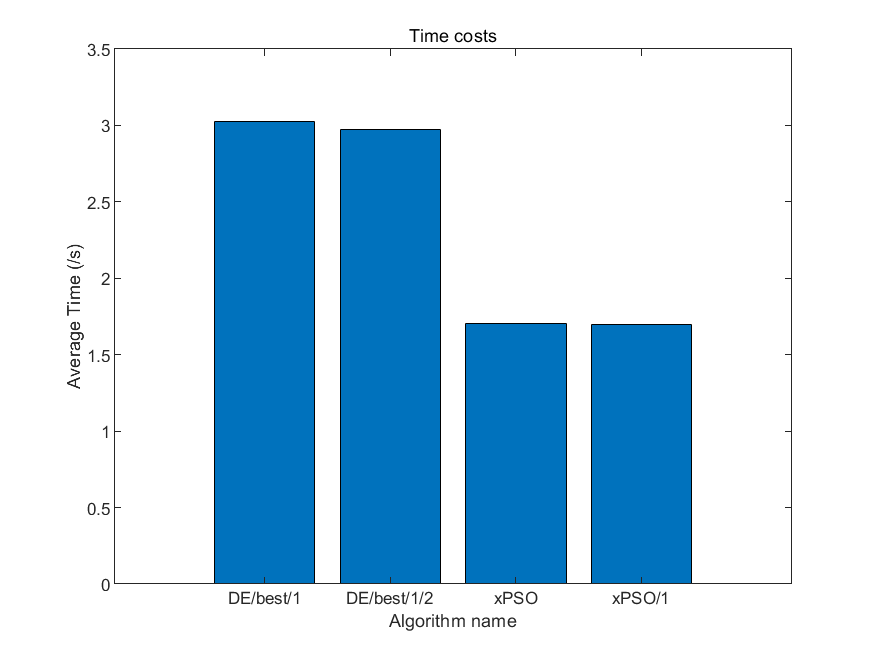 Time costs
3.5
3
2.5
2
1.5
1
0.5
0
Average Time (/s)
DE/best/1 DE/best/1/2 xPSO xPSO/1
Algorithm name